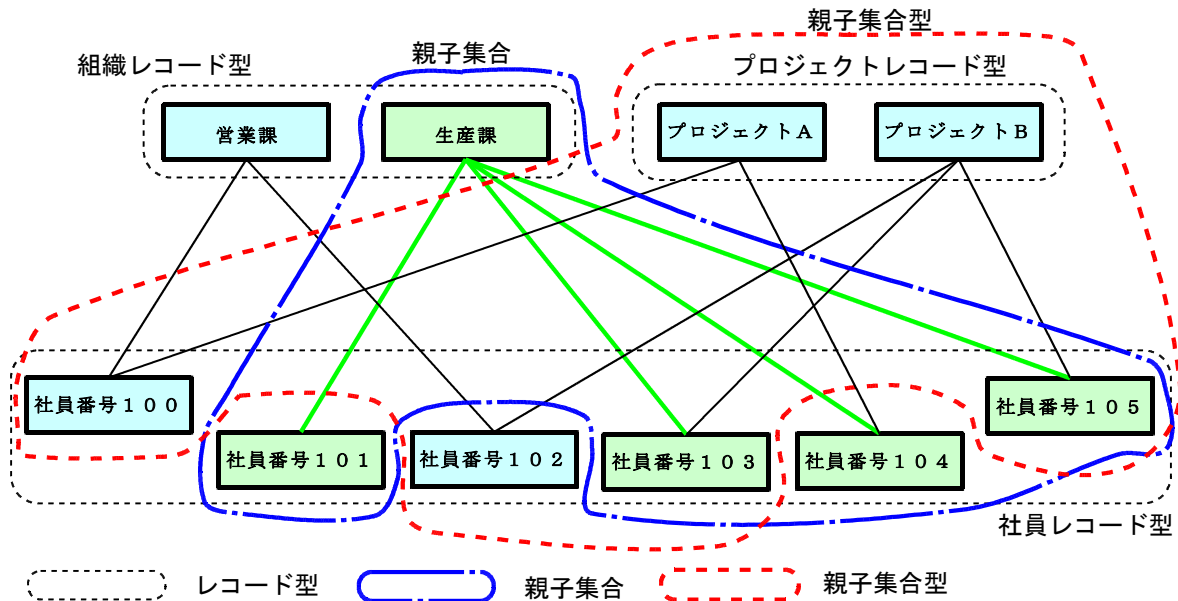 親子集合型
組織レコード型
親子集合
プロジェクトレコード型
営業課
生産課
プロジェクトA
プロジェクトB
社員番号100
社員番号101
社員番号102
社員番号103
社員番号104
社員番号105
社員レコード型
レコード型
親子集合
親子集合型